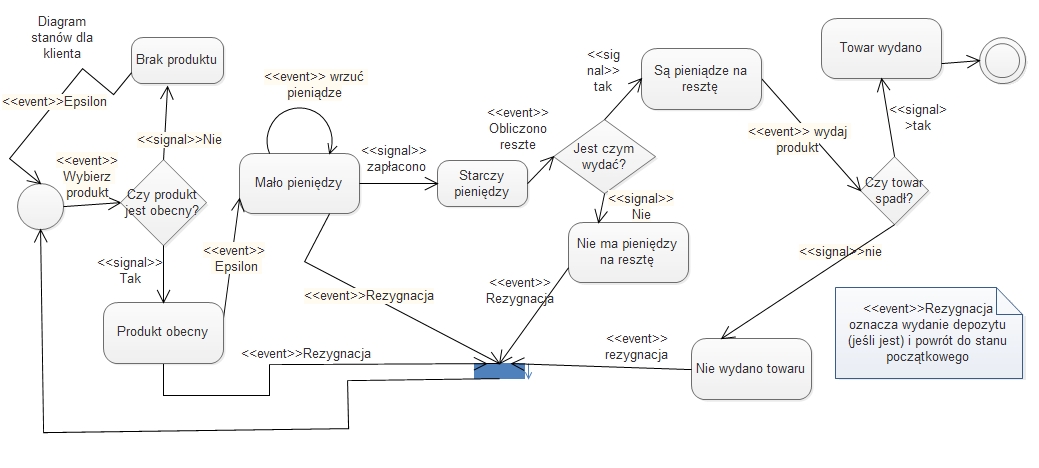 Diagram
stanów dla
klienta
Brak produktu
<<event>>Epsilon
<<signal>>Nie
<<event>>
Wybierz
produkt
Czy produkt
jest obecny?
<<signal>>
Tak
Produkt obecny
<<event>>
Epsilon
<<event>> wrzuć
pieniądze
Mało pieniędzy
<<signal>>
zapłacono
Starczy
pieniędzy
<<event>>
Obliczono
reszte
<<sig
nal>>
tak
Jest czym
wydać?
Są pieniądze na
resztę
<<signal>>
Nie
Nie ma pieniędzy
na resztę
<<event>>
Rezygnacja
<<event>>Rezygnacja
<<event>>Rezygnacja
<<event>> wydaj
produkt
Czy towar
spadł?
<<signal>
>tak
Towar wydano
<<signal>>nie
Nie wydano towaru
<<event>>
rezygnacja
<<event>>Rezygnacja
oznacza wydanie depozytu
(jeśli jest) i powrót do stanu
początkowego